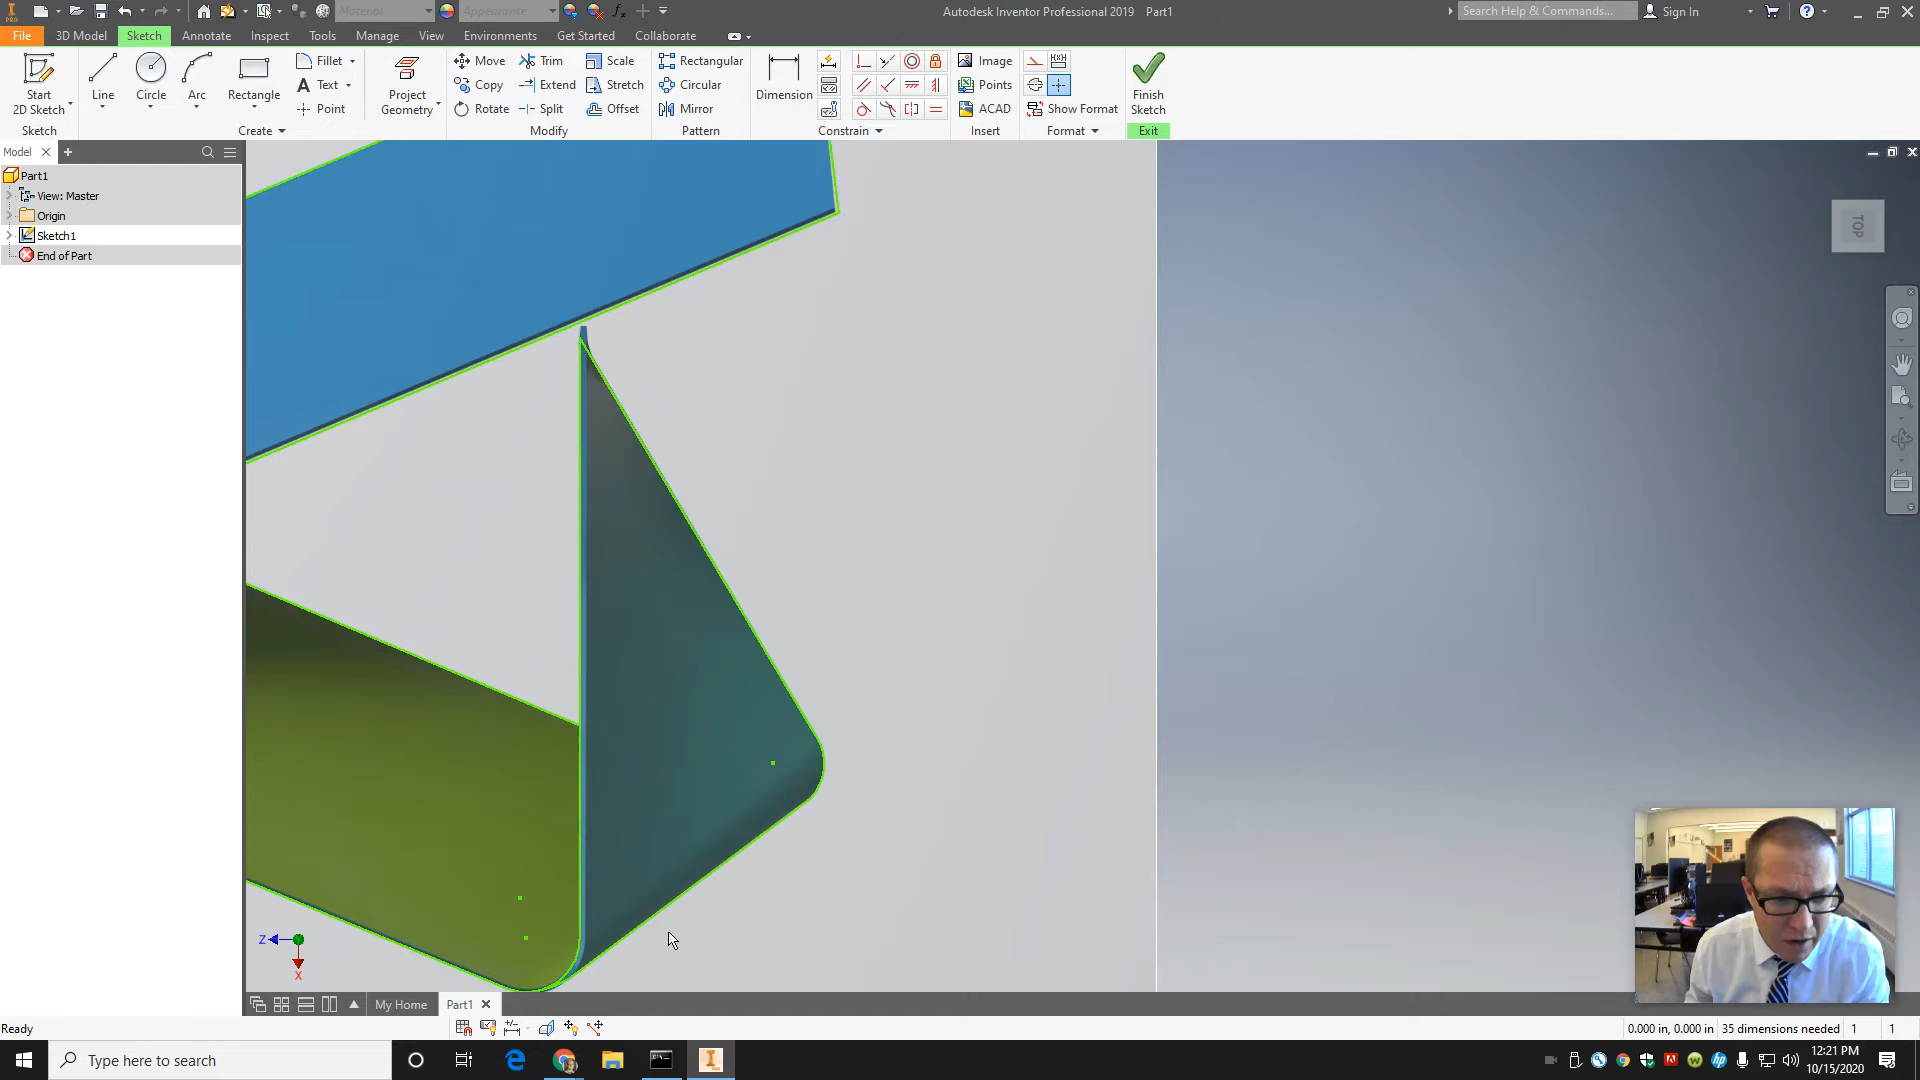 PRO
Material
Appearance
Autodesk Inventor Professional 2019 Part1
Search Help & Commands...
Sign In
File 3D Model Sketch Annotate Inspect Tools Manage View Environments Get Started Collaborate
Start
2D Sketch
Line
Circle
Arc
Rectangle
Fillet
Text
Point
Project
Geometry
Move Trim Scale
Copy Extend Stretch
Rotate Split Offset
Rectangular
Circular
Mirror
Dimension
Image
Points
ACAD
Show Format
Finish
Sketch
Sketch Create Modify Pattern Constrain Insert Format Exit
Model
Part1
View: Master
Origin
Sketch1
End of Part
TOP
Z
X
My Home Part1
Ready
0.000 in, 0.000 in 35 dimensions needed 1 1
Type here to search
12:21 PM
10/15/2020